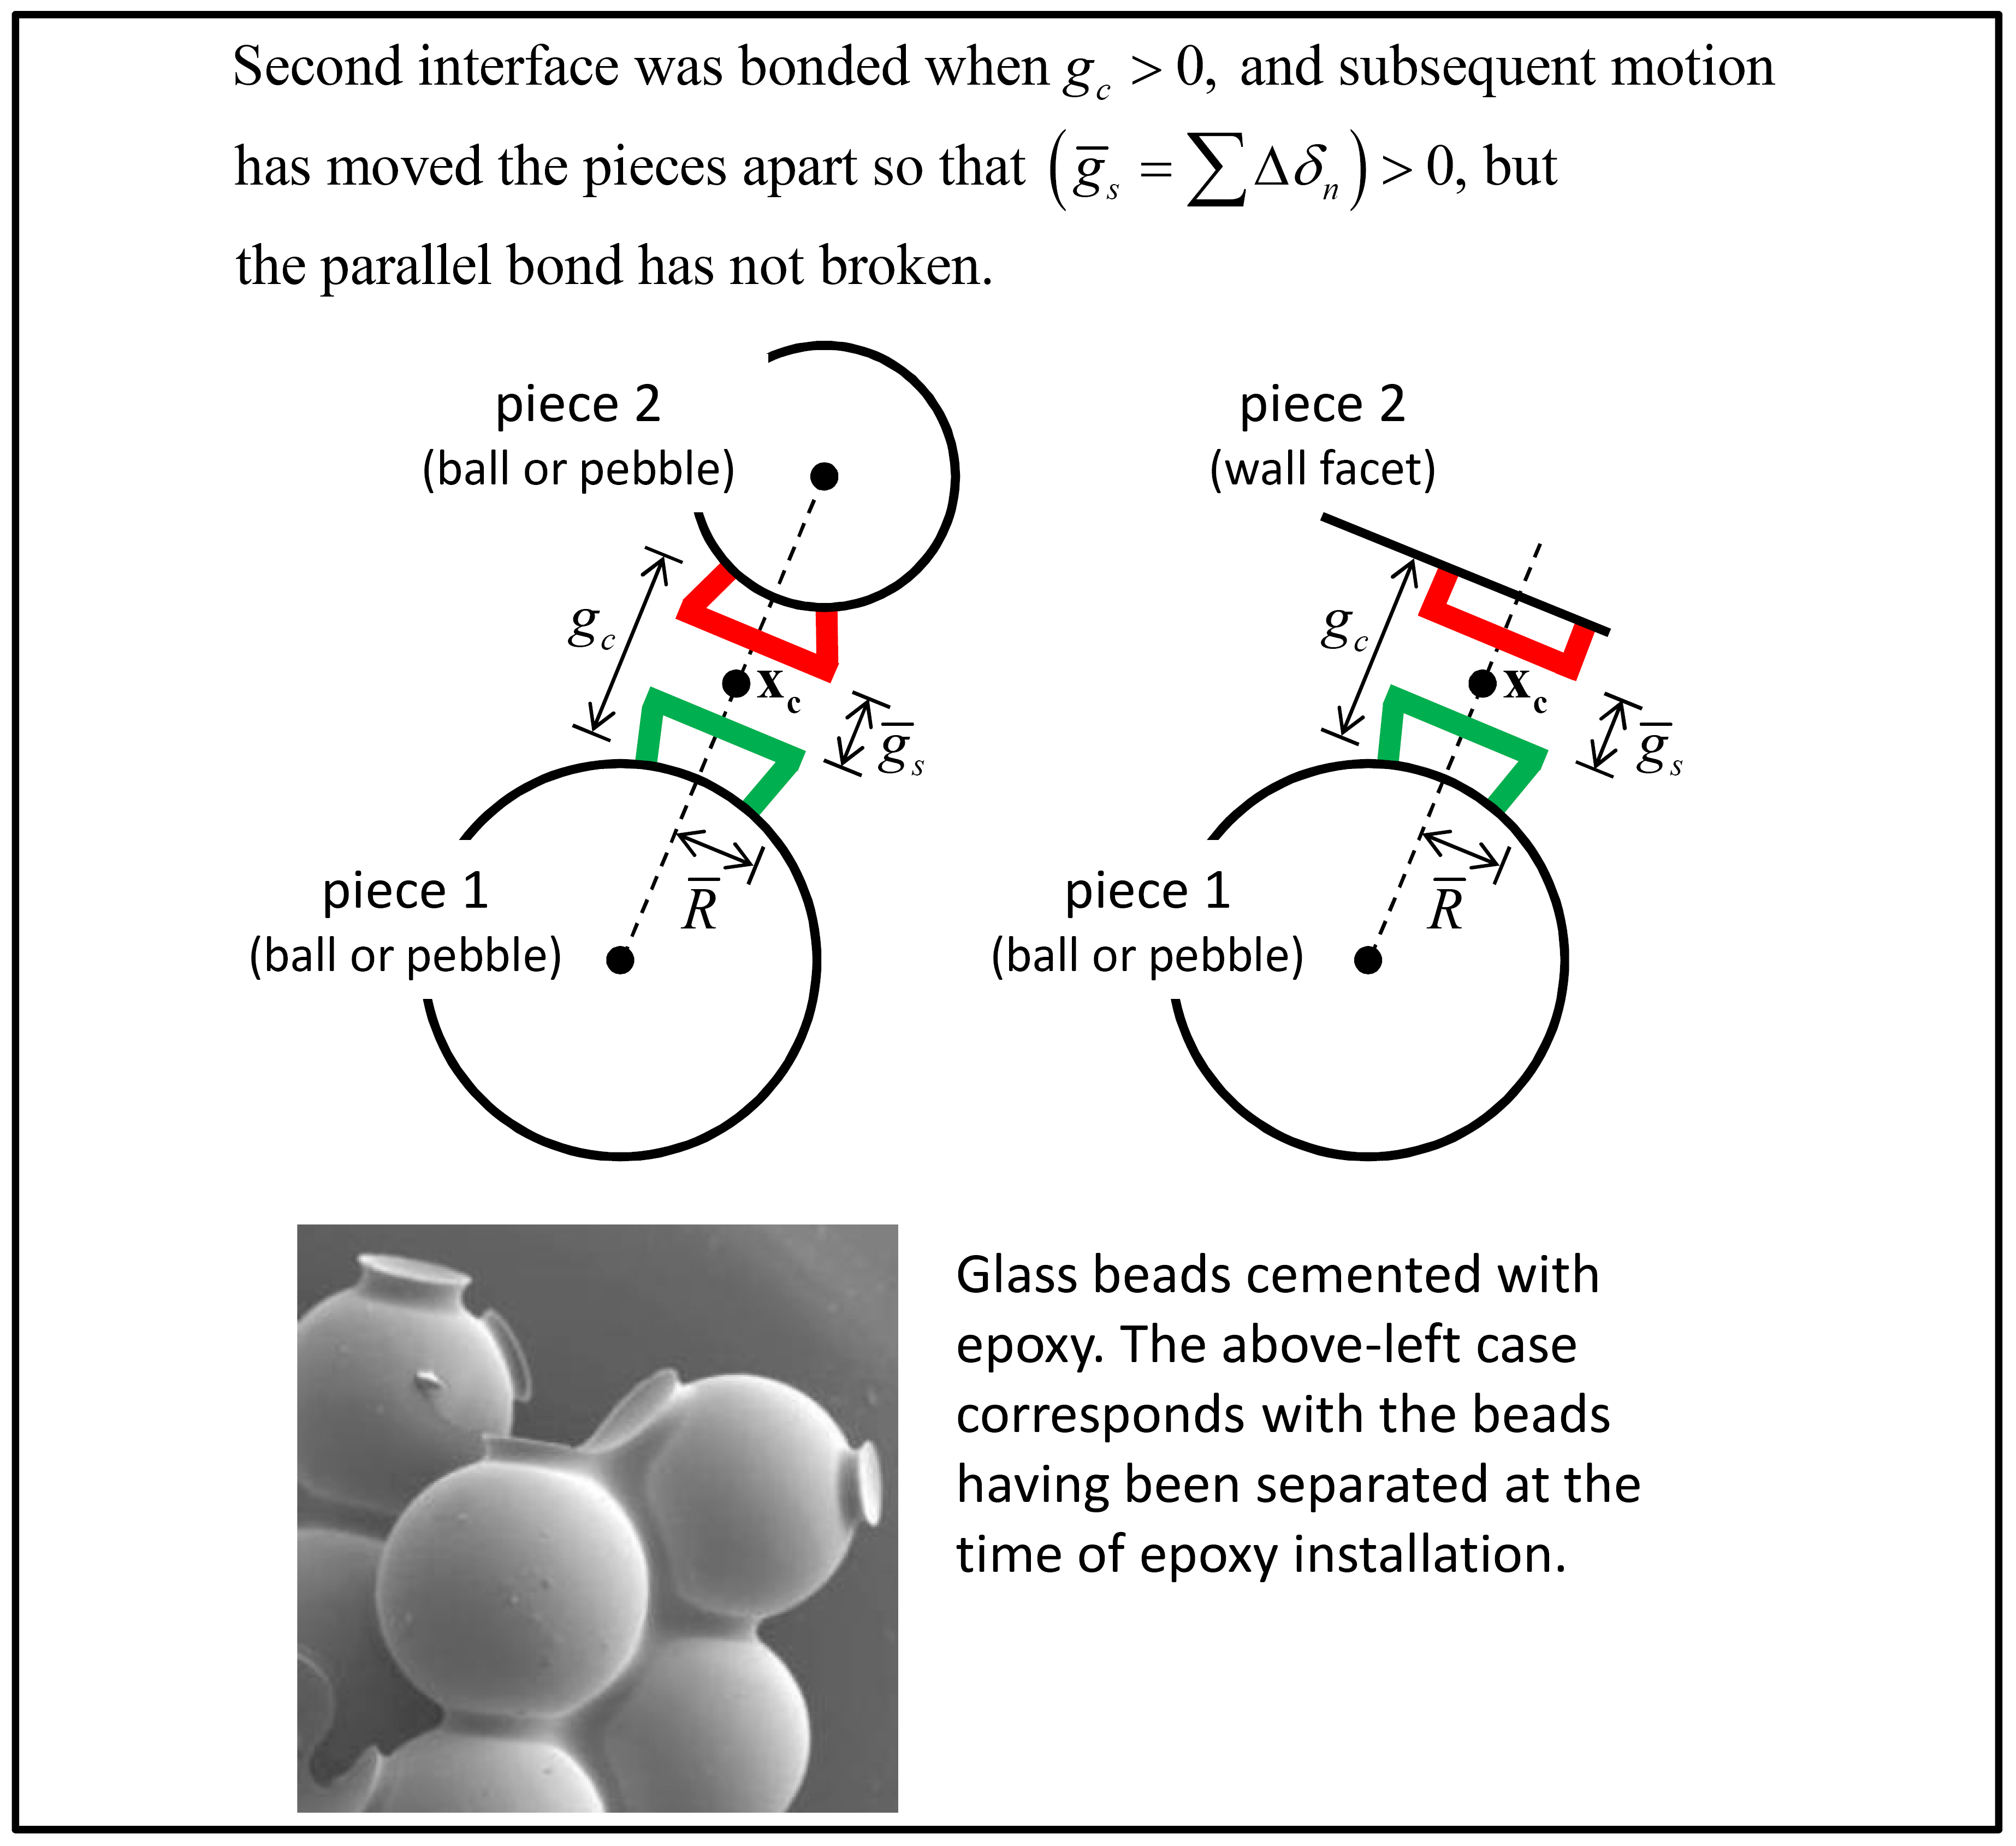 Second interface was bonded when g_c > 0, and subsequent motion
has moved the pieces apart so that (g̅_s = ∑Δδ_n) > 0, but
the parallel bond has not broken.
piece 2
(ball or pebble)
g_c
x_c
g̅_s
R̅
piece 1
(ball or pebble)
piece 2
(wall facet)
g_c
x_c
g̅_s
R̅
piece 1
(ball or pebble)
Glass beads cemented with
epoxy. The above-left case
corresponds with the beads
having been separated at the
time of epoxy installation.